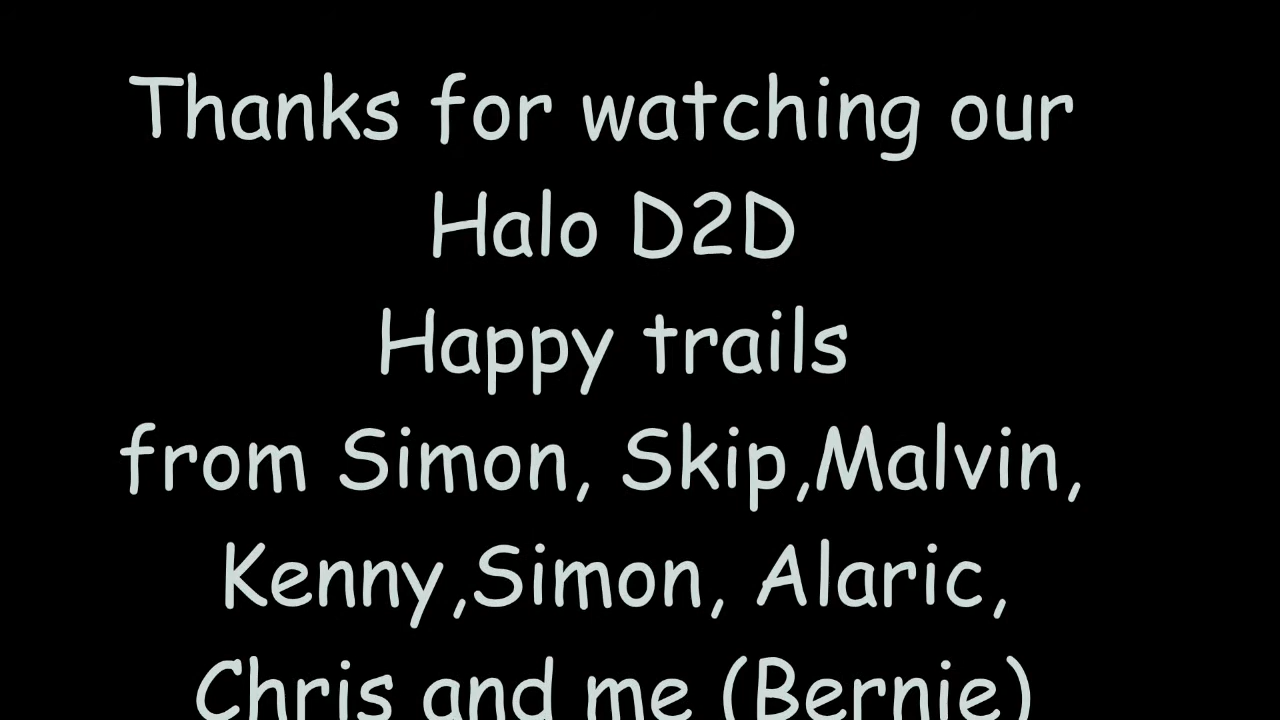 Thanks for watching our
Halo D2D
Happy trails
from Simon, Skip,Malvin,
Kenny,Simon, Alaric,
Chris and me (Bernie)